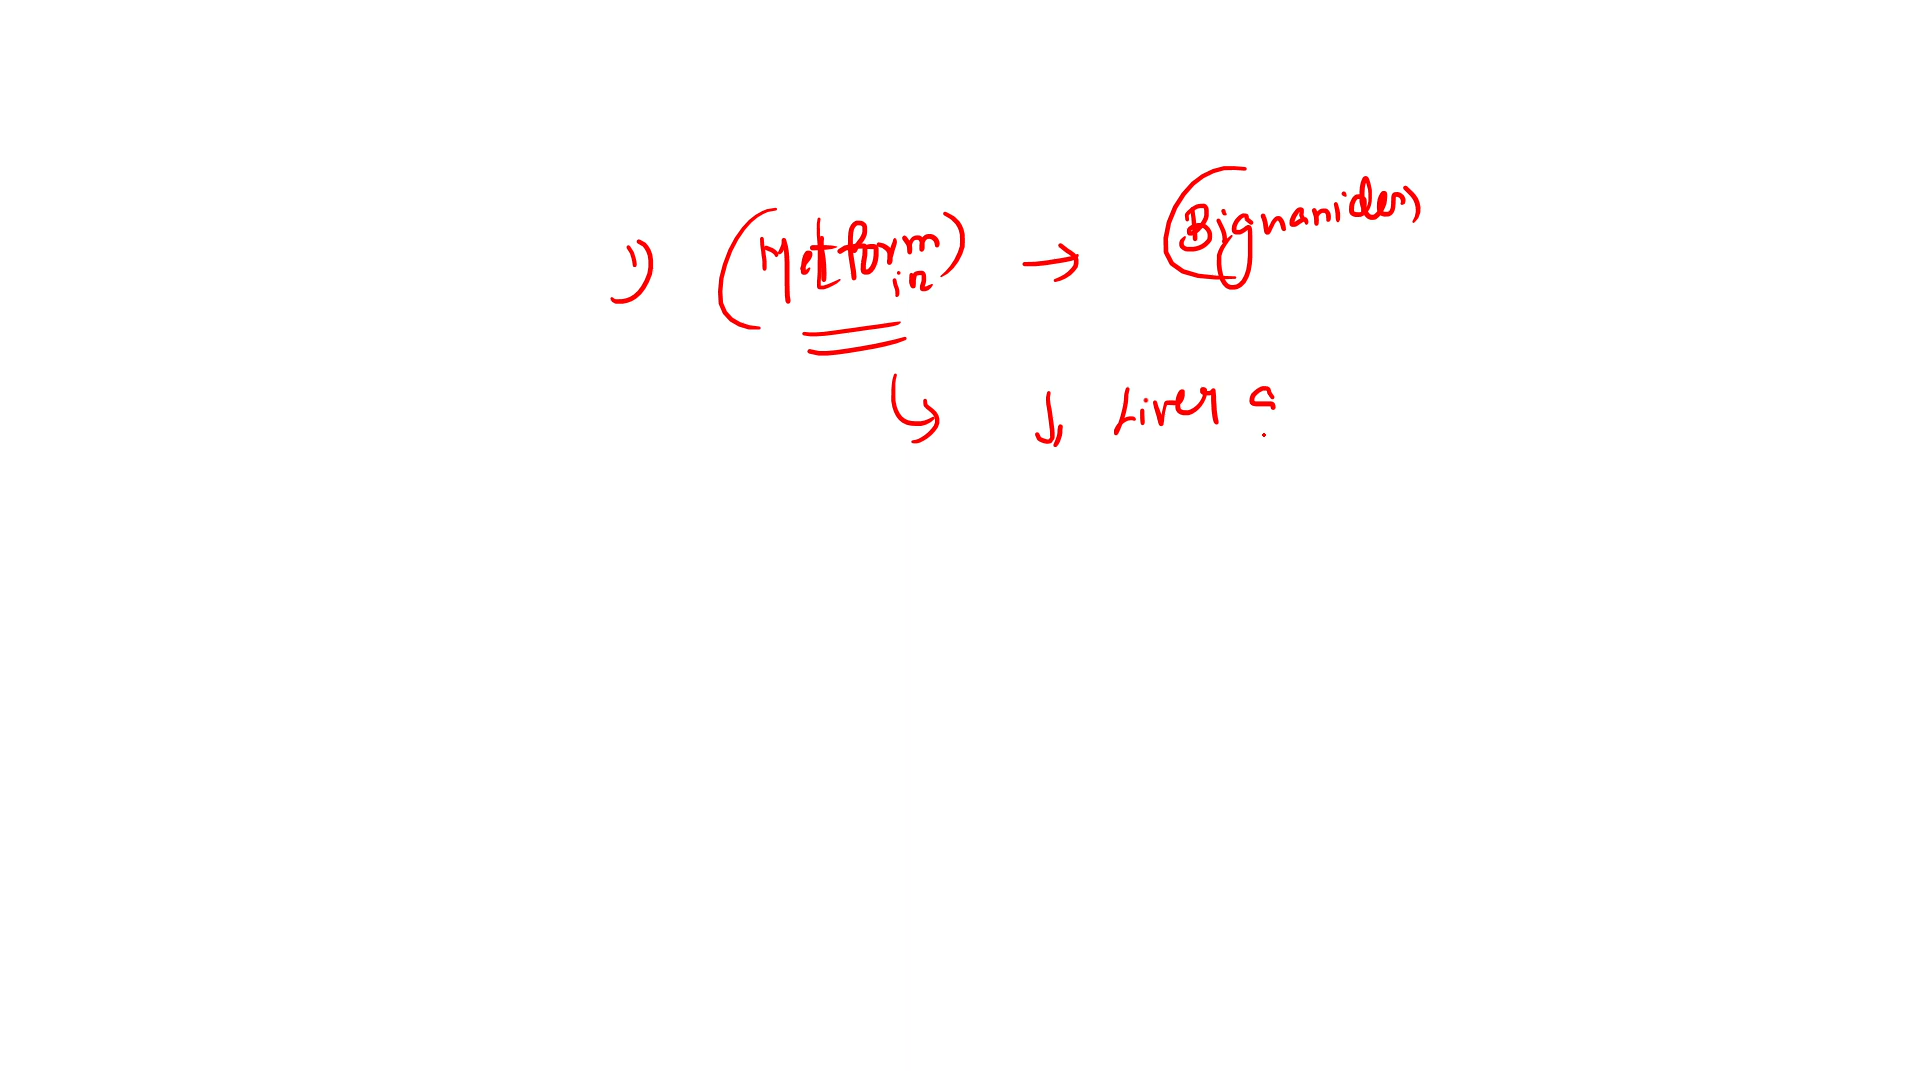 1) (Metformin) → (Biguanides)
↳ ↓ Liver